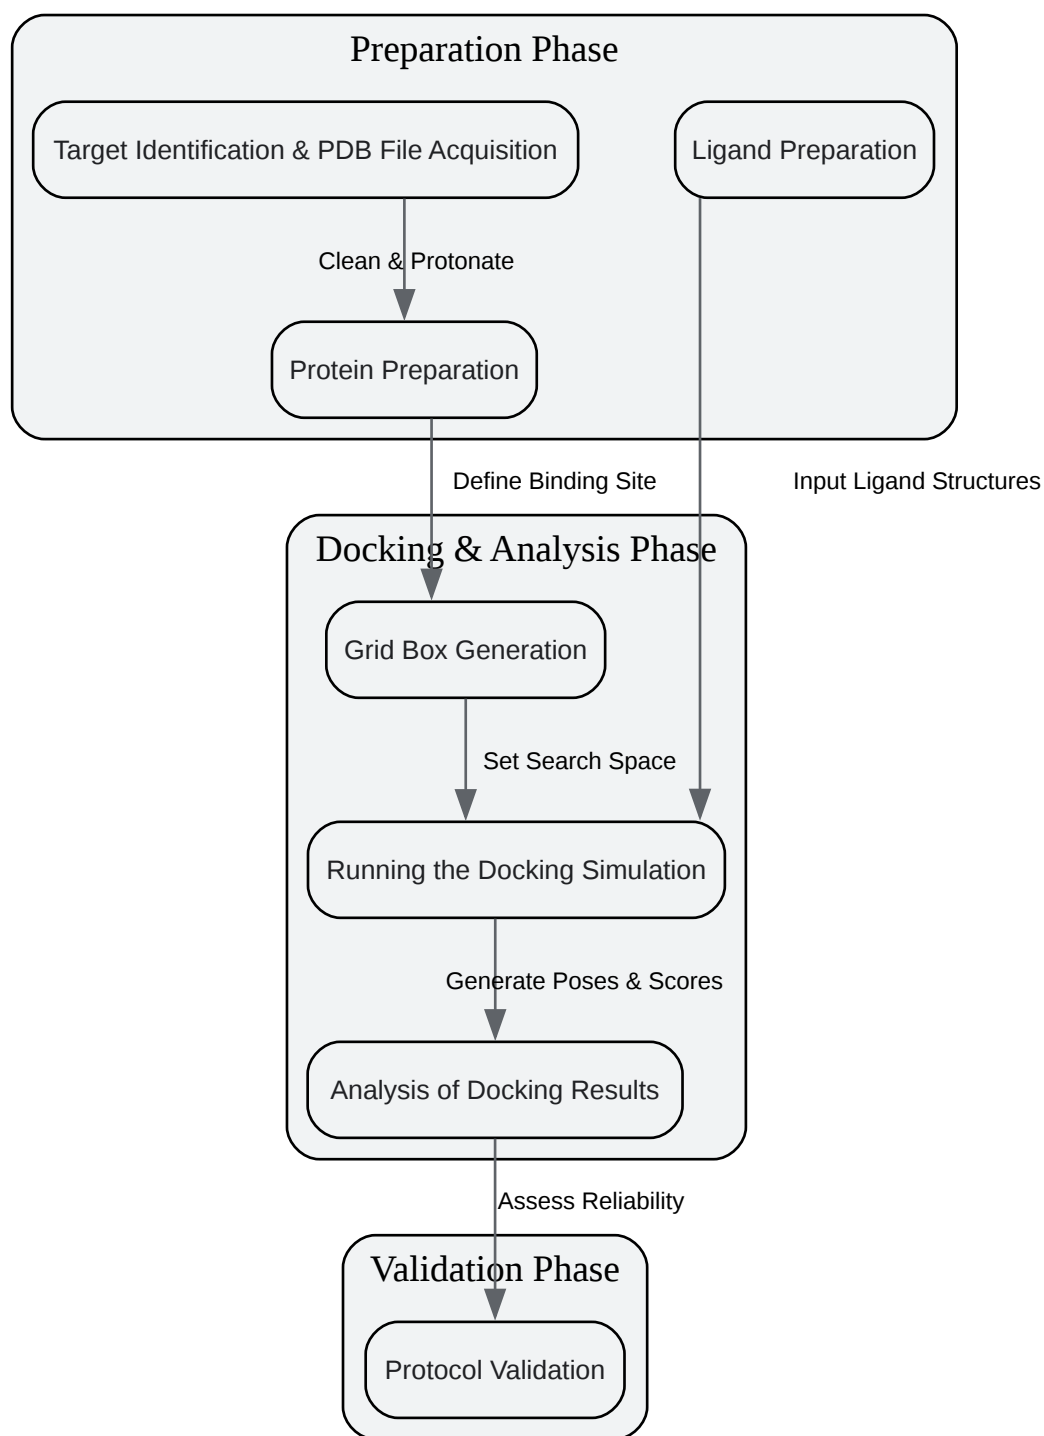 Preparation Phase
Target Identification & PDB File Acquisition
Ligand Preparation
Clean & Protonate
Protein Preparation
Define Binding Site
Input Ligand Structures
Docking & Analysis Phase
Grid Box Generation
Set Search Space
Running the Docking Simulation
Generate Poses & Scores
Analysis of Docking Results
Assess Reliability
Validation Phase
Protocol Validation